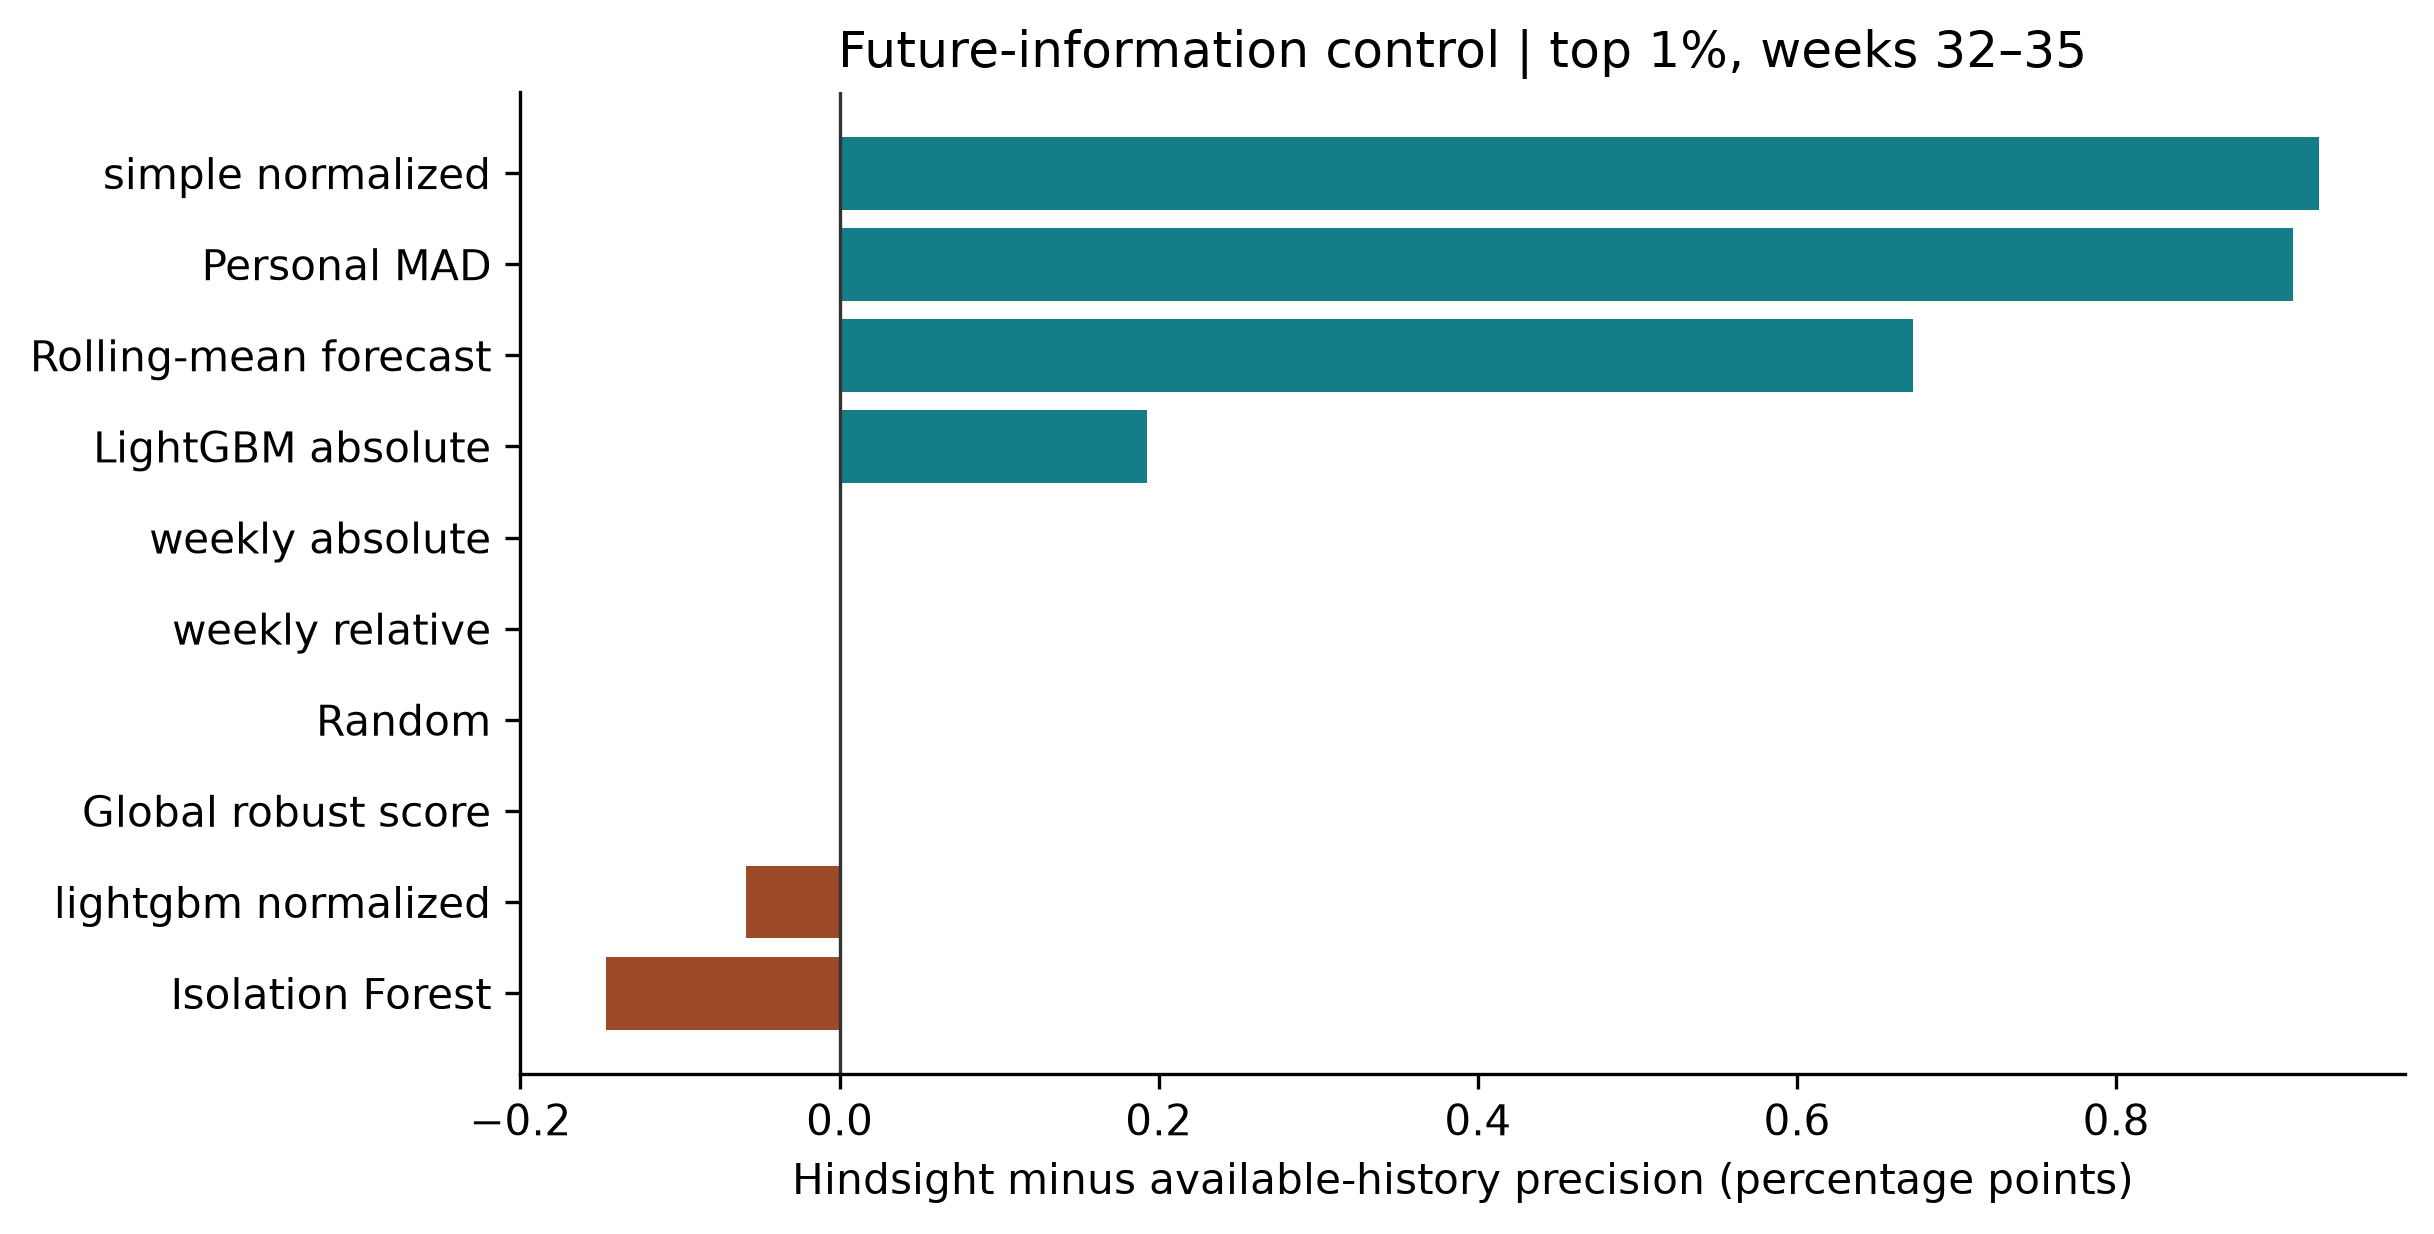 Future-information control | top 1%, weeks 32–35
simple normalized
Personal MAD
Rolling-mean forecast
LightGBM absolute
weekly absolute
weekly relative
Random
Global robust score
lightgbm normalized
Isolation Forest
−0.2 0.0 0.2 0.4 0.6 0.8
Hindsight minus available-history precision (percentage points)